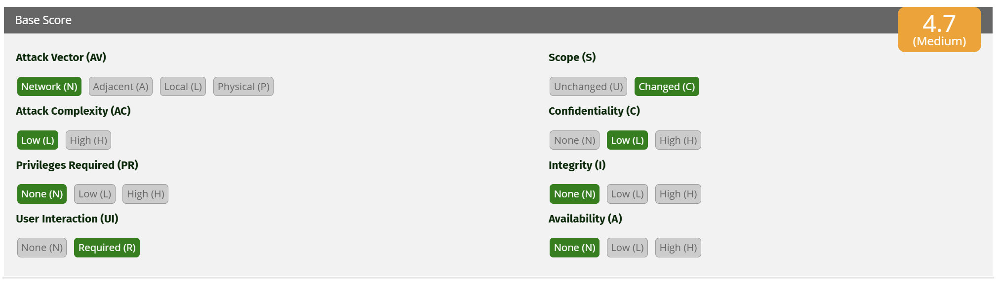 Base Score
4.7
(Medium)
Attack Vector (AV)
Network (N) Adjacent (A) Local (L) Physical (P)
Attack Complexity (AC)
Low (L) High (H)
Privileges Required (PR)
None (N) Low (L) High (H)
User Interaction (UI)
None (N) Required (R)
Scope (S)
Unchanged (U) Changed (C)
Confidentiality (C)
None (N) Low (L) High (H)
Integrity (I)
None (N) Low (L) High (H)
Availability (A)
None (N) Low (L) High (H)